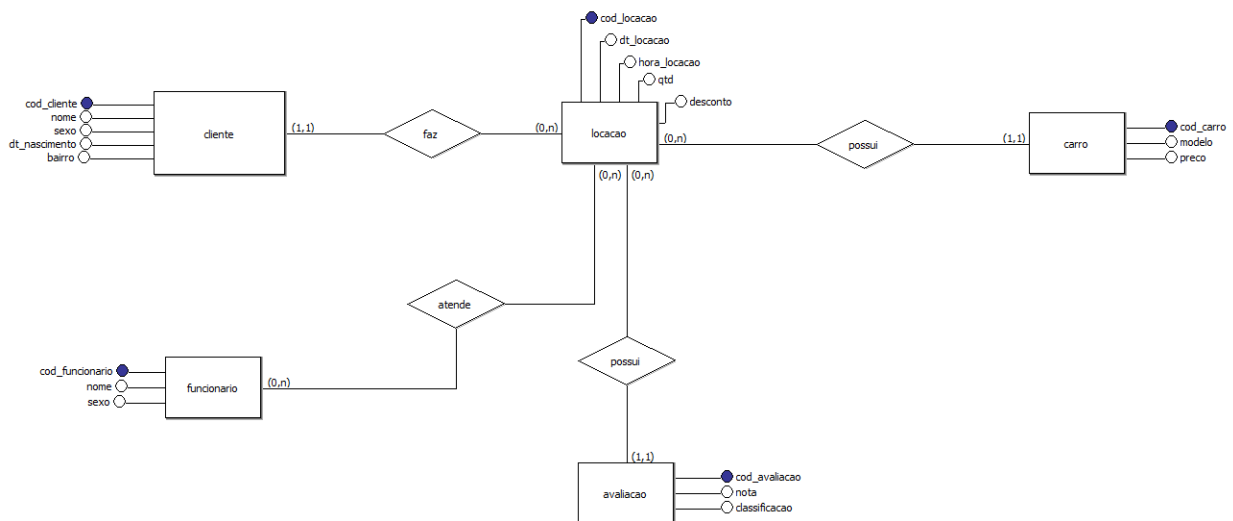 cod_locacao
dt_locacao
hora_locacao
qtd
desconto
cod_cliente
nome
sexo
dt_nascimento
bairro
cliente
(1,1)
faz
(0,n)
locacao
(0,n)
possui
(1,1)
carro
cod_carro
modelo
preco
(0,n)
(0,n)
atende
possui
cod_funcionario
nome
sexo
funcionario
(0,n)
(1,1)
avaliacao
cod_avaliacao
nota
classificacao